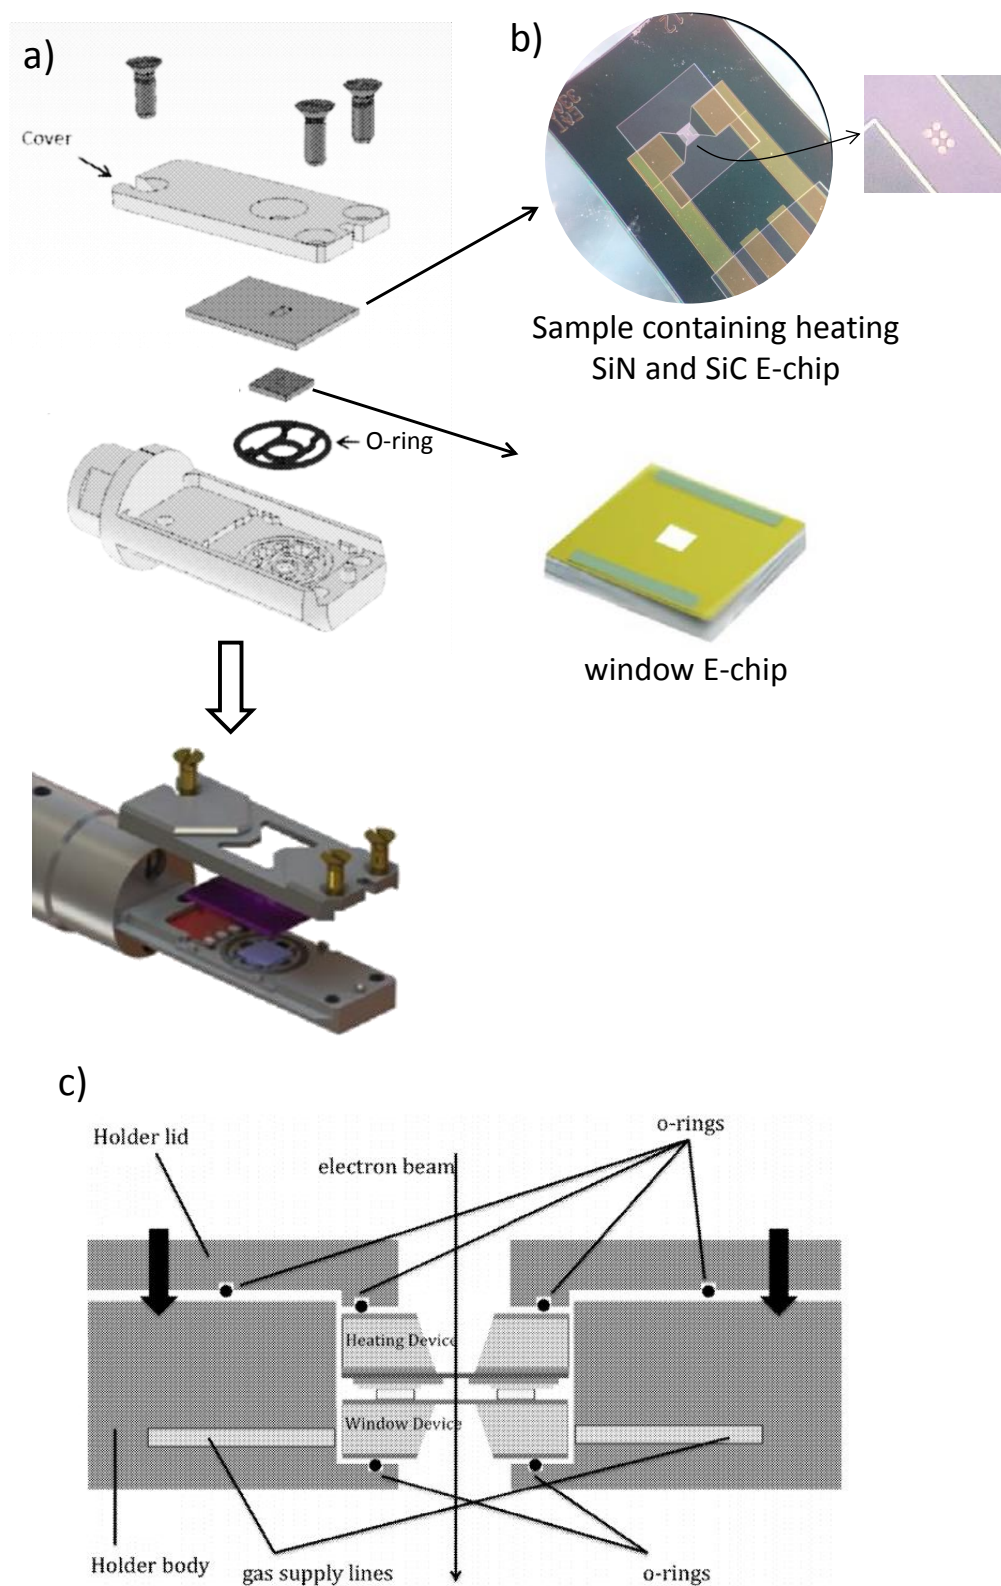 a)
b)
Cover
Sample containing heating
SiN and SiC E-chip
O-ring
window E-chip
c)
Holder lid
o-rings
electron beam
Heating Device
Window Device
Holder body
gas supply lines
o-rings